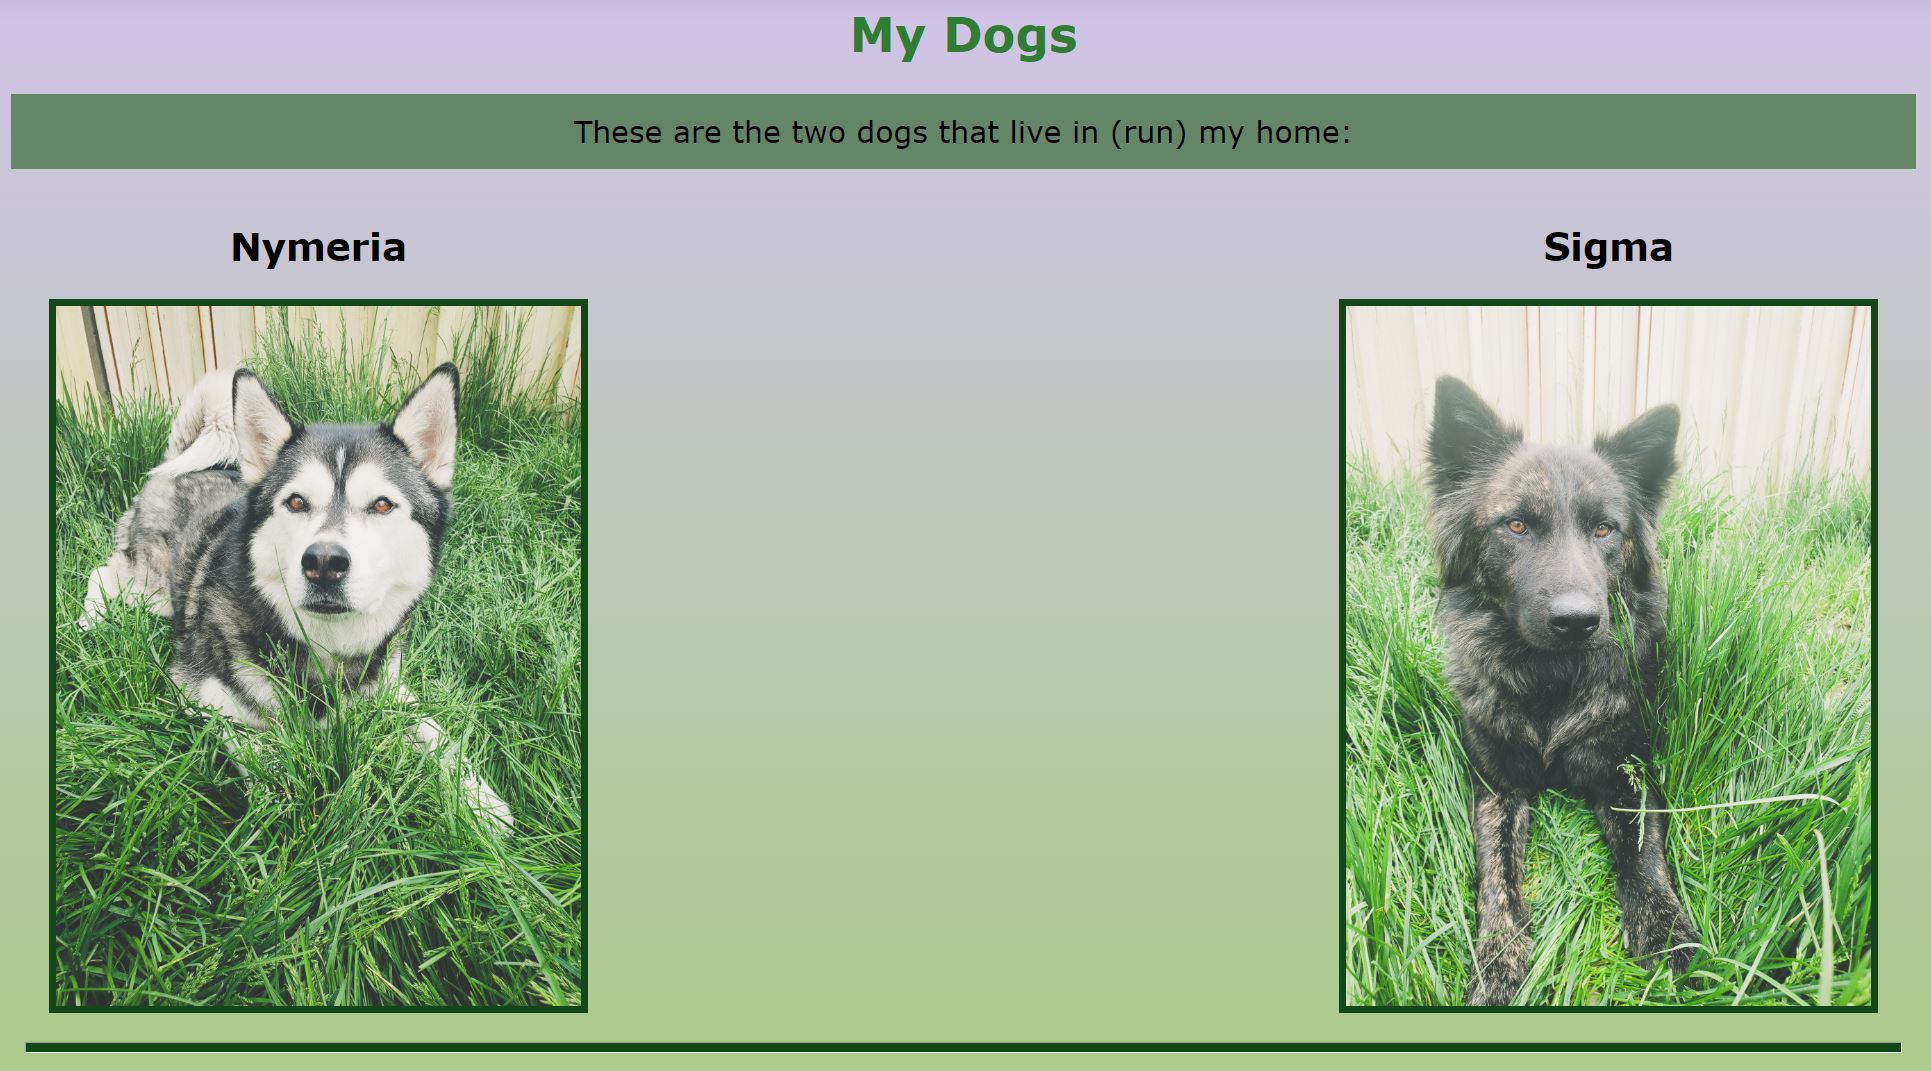 My Dogs
These are the two dogs that live in (run) my home:
Nymeria
Sigma